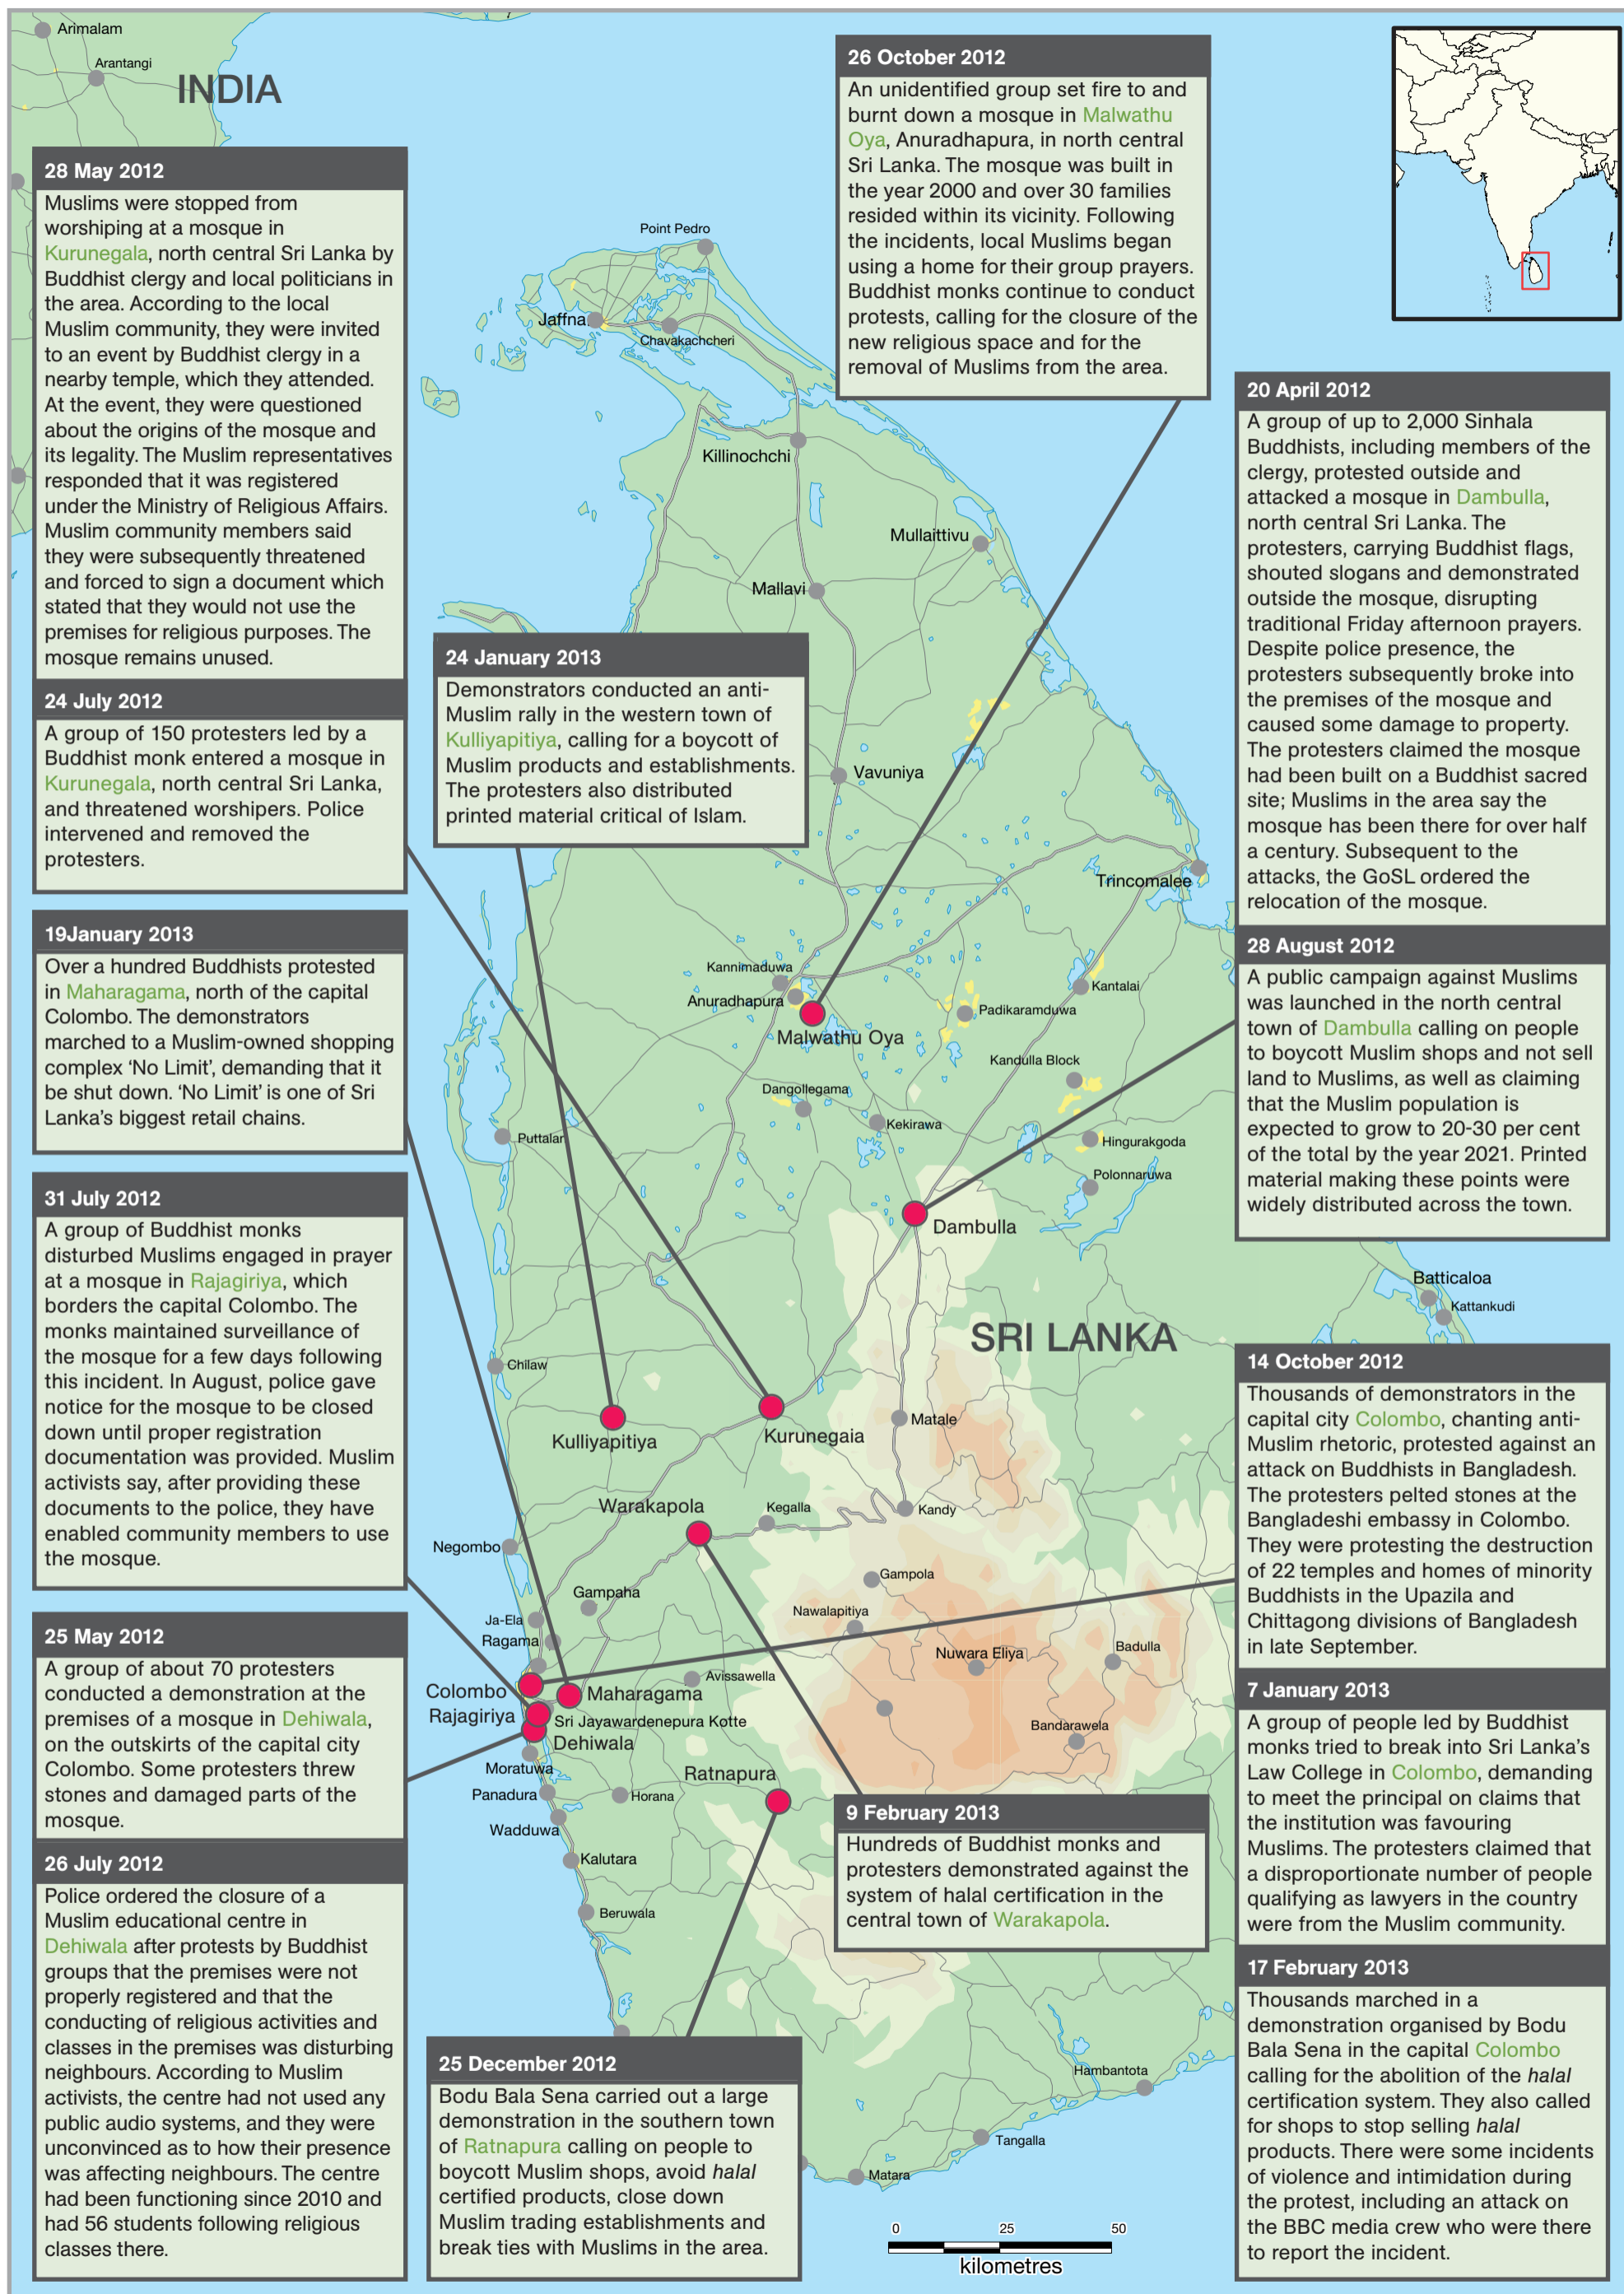 Arimalam
Arantangi
INDIA
28 May 2012
Muslims were stopped from
worshiping at a mosque in
Kurunegala, north central Sri Lanka by
Buddhist clergy and local politicians in
the area. According to the local
Muslim community, they were invited
to an event by Buddhist clergy in a
nearby temple, which they attended.
At the event, they were questioned
about the origins of the mosque and
its legality. The Muslim representatives
responded that it was registered
under the Ministry of Religious Affairs.
Muslim community members said
they were subsequently threatened
and forced to sign a document which
stated that they would not use the
premises for religious purposes. The
mosque remains unused.
24 July 2012
A group of 150 protesters led by a
Buddhist monk entered a mosque in
Kurunegala, north central Sri Lanka,
and threatened worshipers. Police
intervened and removed the
protesters.
19January 2013
Over a hundred Buddhists protested
in Maharagama, north of the capital
Colombo. The demonstrators
marched to a Muslim-owned shopping
complex ‘No Limit’, demanding that it
be shut down. ‘No Limit’ is one of Sri
Lanka’s biggest retail chains.
31 July 2012
A group of Buddhist monks
disturbed Muslims engaged in prayer
at a mosque in Rajagiriya, which
borders the capital Colombo. The
monks maintained surveillance of
the mosque for a few days following
this incident. In August, police gave
notice for the mosque to be closed
down until proper registration
documentation was provided. Muslim
activists say, after providing these
documents to the police, they have
enabled community members to use
the mosque.
25 May 2012
A group of about 70 protesters
conducted a demonstration at the
premises of a mosque in Dehiwala,
on the outskirts of the capital city
Colombo. Some protesters threw
stones and damaged parts of the
mosque.
26 July 2012
Police ordered the closure of a
Muslim educational centre in
Dehiwala after protests by Buddhist
groups that the premises were not
properly registered and that the
conducting of religious activities and
classes in the premises was disturbing
neighbours. According to Muslim
activists, the centre had not used any
public audio systems, and they were
unconvinced as to how their presence
was affecting neighbours. The centre
had been functioning since 2010 and
had 56 students following religious
classes there.
24 January 2013
Demonstrators conducted an anti-
Muslim rally in the western town of
Kulliyapitiya, calling for a boycott of
Muslim products and establishments.
The protesters also distributed
printed material critical of Islam.
26 October 2012
An unidentified group set fire to and
burnt down a mosque in Malwathu
Oya, Anuradhapura, in north central
Sri Lanka. The mosque was built in
the year 2000 and over 30 families
resided within its vicinity. Following
the incidents, local Muslims began
using a home for their group prayers.
Buddhist monks continue to conduct
protests, calling for the closure of the
new religious space and for the
removal of Muslims from the area.
20 April 2012
A group of up to 2,000 Sinhala
Buddhists, including members of the
clergy, protested outside and
attacked a mosque in Dambulla,
north central Sri Lanka. The
protesters, carrying Buddhist flags,
shouted slogans and demonstrated
outside the mosque, disrupting
traditional Friday afternoon prayers.
Despite police presence, the
protesters subsequently broke into
the premises of the mosque and
caused some damage to property.
The protesters claimed the mosque
had been built on a Buddhist sacred
site; Muslims in the area say the
mosque has been there for over half
a century. Subsequent to the
attacks, the GoSL ordered the
relocation of the mosque.
28 August 2012
A public campaign against Muslims
was launched in the north central
town of Dambulla calling on people
to boycott Muslim shops and not sell
land to Muslims, as well as claiming
that the Muslim population is
expected to grow to 20-30 per cent
of the total by the year 2021. Printed
material making these points were
widely distributed across the town.
14 October 2012
Thousands of demonstrators in the
capital city Colombo, chanting anti-
Muslim rhetoric, protested against an
attack on Buddhists in Bangladesh.
The protesters pelted stones at the
Bangladeshi embassy in Colombo.
They were protesting the destruction
of 22 temples and homes of minority
Buddhists in the Upazila and
Chittagong divisions of Bangladesh
in late September.
7 January 2013
A group of people led by Buddhist
monks tried to break into Sri Lanka’s
Law College in Colombo, demanding
to meet the principal on claims that
the institution was favouring
Muslims. The protesters claimed that
a disproportionate number of people
qualifying as lawyers in the country
were from the Muslim community.
17 February 2013
Thousands marched in a
demonstration organised by Bodu
Bala Sena in the capital Colombo
calling for the abolition of the halal
certification system. They also called
for shops to stop selling halal
products. There were some incidents
of violence and intimidation during
the protest, including an attack on
the BBC media crew who were there
to report the incident.
9 February 2013
Hundreds of Buddhist monks and
protesters demonstrated against the
system of halal certification in the
central town of Warakapola.
25 December 2012
Bodu Bala Sena carried out a large
demonstration in the southern town
of Ratnapura calling on people to
boycott Muslim shops, avoid halal
certified products, close down
Muslim trading establishments and
break ties with Muslims in the area.
Point Pedro
Jaffna
Chavakachcheri
Killinochchi
Mullaittivu
Mallavi
Vavuniya
Trincomalee
Kannimaduwa
Anuradhapura
Malwathu Oya
Kantalai
Padikaramduwa
Kandulla Block
Dangollegama
Kekirawa
Puttalar
Hingurakgoda
Polonnaruwa
Dambulla
Batticaloa
Kattankudi
SRI LANKA
Chilaw
Kulliyapitiya
Kurunegaia
Matale
Warakapola
Kegalla
Kandy
Negombo
Gampola
Gampaha
Nawalapitiya
Ja-Ela
Ragama
Nuwara Eliya
Badulla
Avissawella
Colombo
Maharagama
Rajagiriya
Sri Jayawardenepura Kotte
Dehiwala
Bandarawela
Moratuwa
Ratnapura
Panadura
Horana
Wadduwa
Kalutara
Beruwala
Hambantota
Tangalla
Matara
0 25 50
kilometres